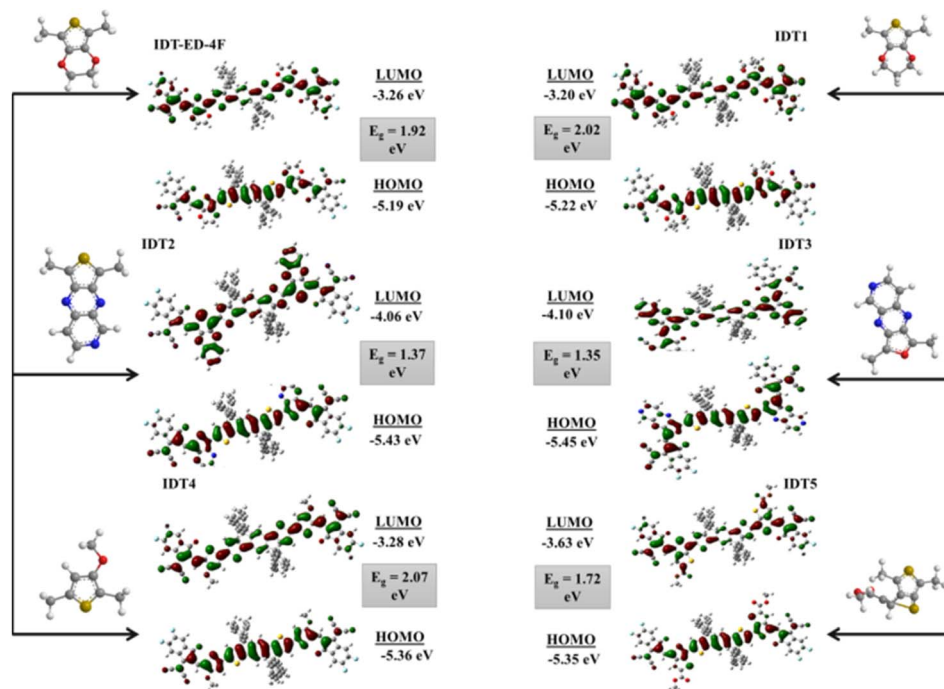 IDT-ED-4F
LUMO
-3.26 eV
Eg = 1.92
eV
HOMO
-5.19 eV
IDT1
LUMO
-3.20 eV
Eg = 2.02
eV
HOMO
-5.22 eV
IDT2
LUMO
-4.06 eV
Eg = 1.37
eV
HOMO
-5.43 eV
IDT3
LUMO
-4.10 eV
Eg = 1.35
eV
HOMO
-5.45 eV
IDT4
LUMO
-3.28 eV
Eg = 2.07
eV
HOMO
-5.36 eV
IDT5
LUMO
-3.63 eV
Eg = 1.72
eV
HOMO
-5.35 eV